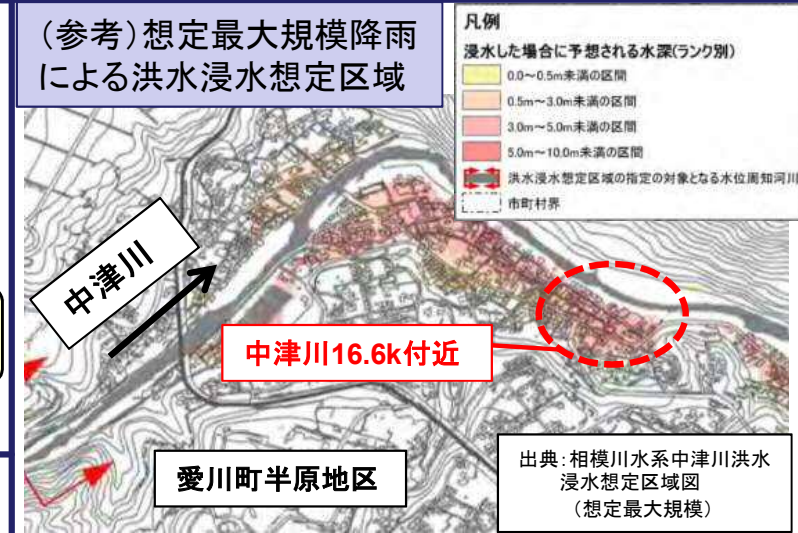 (参考)想定最大規模降雨
による洪水浸水想定区域
凡例
浸水した場合に予想される水深(ランク別)
0.0~0.5m未満の区間
0.5m~3.0m未満の区間
3.0m~5.0m未満の区間
5.0m~10.0m未満の区間
洪水浸水想定区域の指定の対象となる水位周知河川
市町村界
中津川
中津川16.6k付近
愛川町半原地区
出典:相模川水系中津川洪水
浸水想定区域図
(想定最大規模)